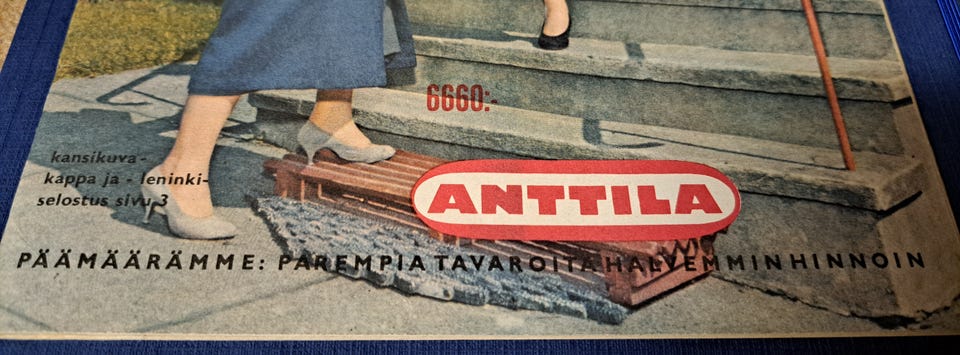 6660:-
kansikuva-
kappa ja - leninki-
selostus sivu 3
ANTTILA
PÄÄMÄÄRÄMME: PAREMPIA TAVAROITA HALVEMMIN HINNOIN